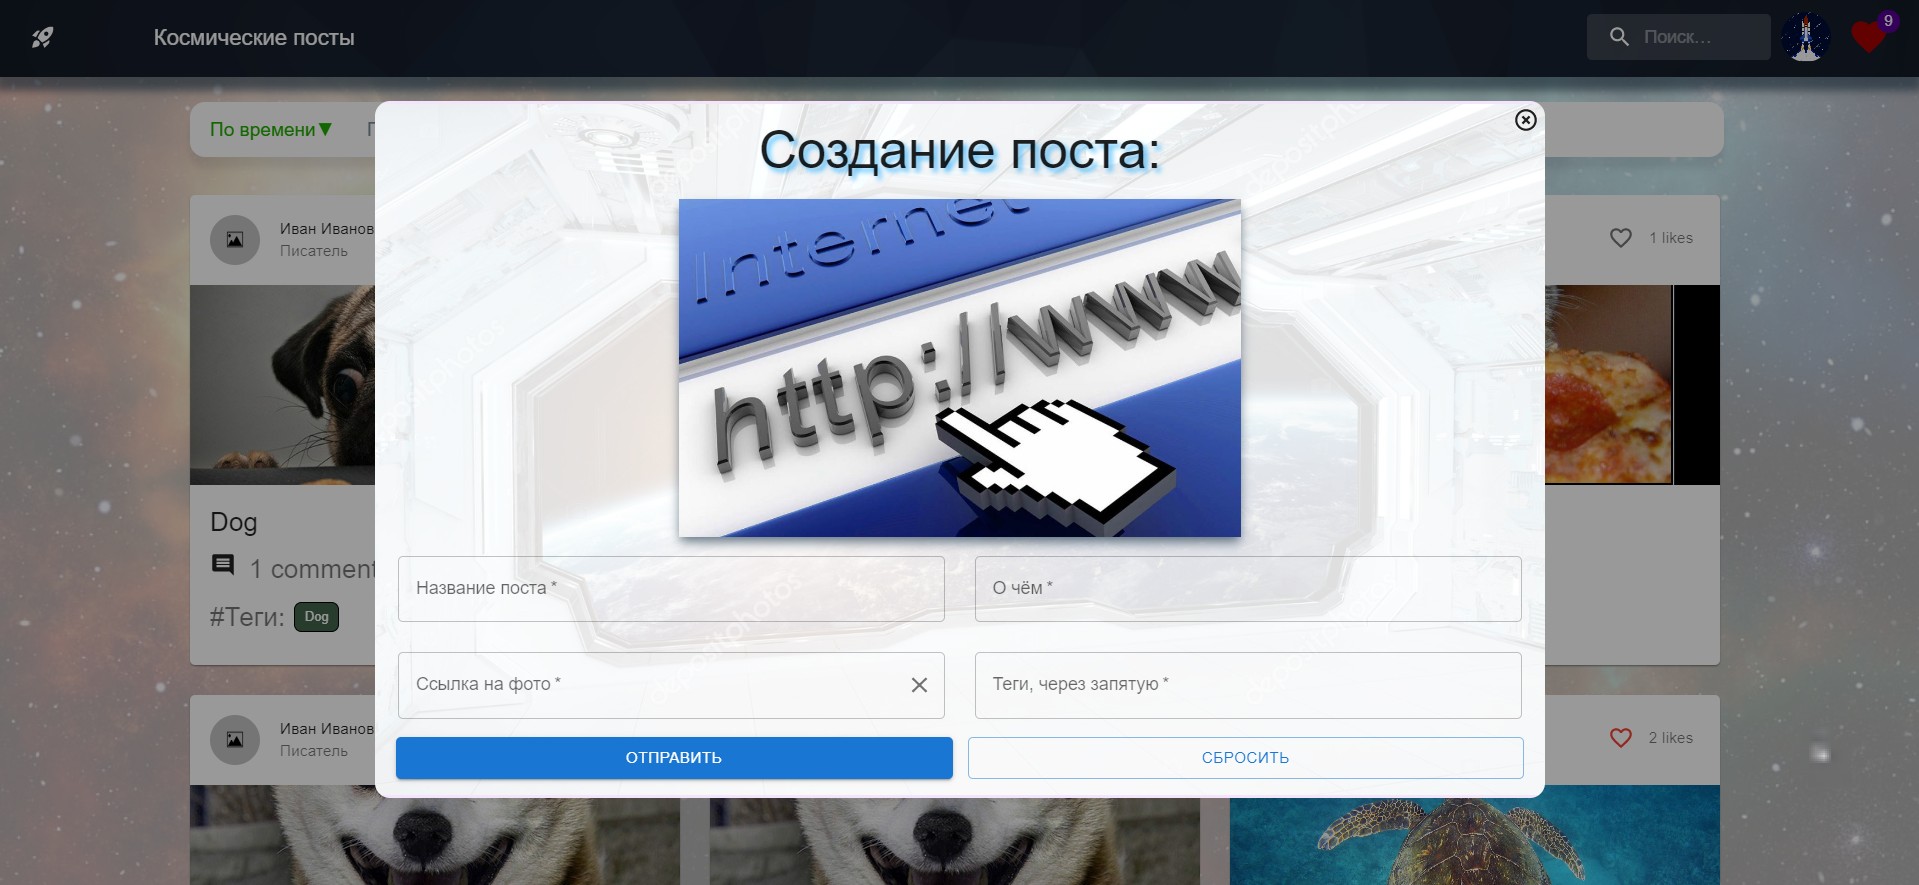 Космические посты
Поиск...
9
По времени▼
Создание поста:
Иван Иванов
Писатель
1 likes
Internet
http://www
Dog
1 comment
#Теги: Dog
Название поста *
О чём *
Ссылка на фото *
Теги, через запятую *
ОТПРАВИТЬ
СБРОСИТЬ
Иван Иванов
Писатель
2 likes
depositphotos